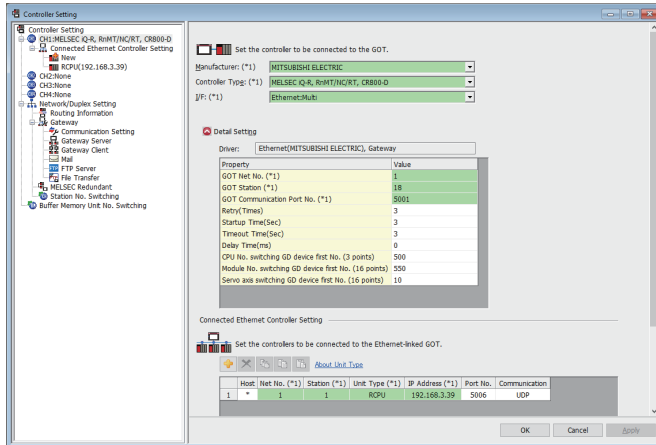 Controller Setting
Controller Setting
CH1:MELSEC iQ-R, RnMT/NC/RT, CR800-D
Connected Ethernet Controller Setting
New
RCPU(192.168.3.39)
CH2:None
CH3:None
CH4:None
Network/Duplex Setting
Routing Information
Gateway
Communication Setting
Gateway Server
Gateway Client
Mail
FTP Server
File Transfer
MELSEC Redundant
Station No. Switching
Buffer Memory Unit No. Switching
Set the controller to be connected to the GOT.
Manufacturer: (*1) MITSUBISHI ELECTRIC
Controller Type: (*1) MELSEC iQ-R, RnMT/NC/RT, CR800-D
I/F: (*1) Ethernet:Multi
Detail Setting
Driver: Ethernet(MITSUBISHI ELECTRIC), Gateway
Property Value
GOT Net No. (*1) 1
GOT Station (*1) 18
GOT Communication Port No. (*1) 5001
Retry(Times) 3
Startup Time(Sec) 3
Timeout Time(Sec) 3
Delay Time(ms) 0
CPU No. switching GD device first No. (3 points) 500
Module No. switching GD device first No. (16 points) 550
Servo axis switching GD device first No. (16 points) 10
Connected Ethernet Controller Setting
Set the controllers to be connected to the Ethernet-linked GOT.
About Unit Type
Host Net No. (*1) Station (*1) Unit Type (*1) IP Address (*1) Port No. Communication
1 * 1 1 RCPU 192.168.3.39 5006 UDP
OK Cancel Apply